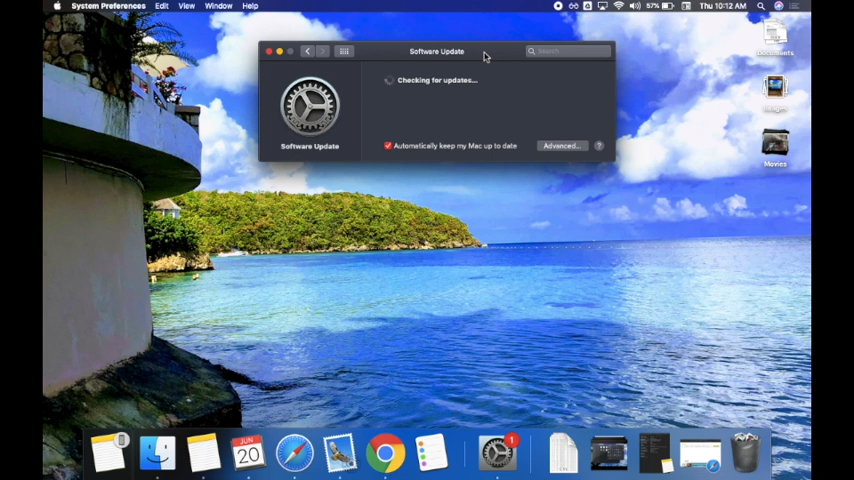 System Preferences Edit View Window Help
57% Thu 10:12 AM
Software Update
Search
Checking for updates...
Software Update
Automatically keep my Mac up to date
Advanced...
?
Documents
Images
Movies
JUN
20
1